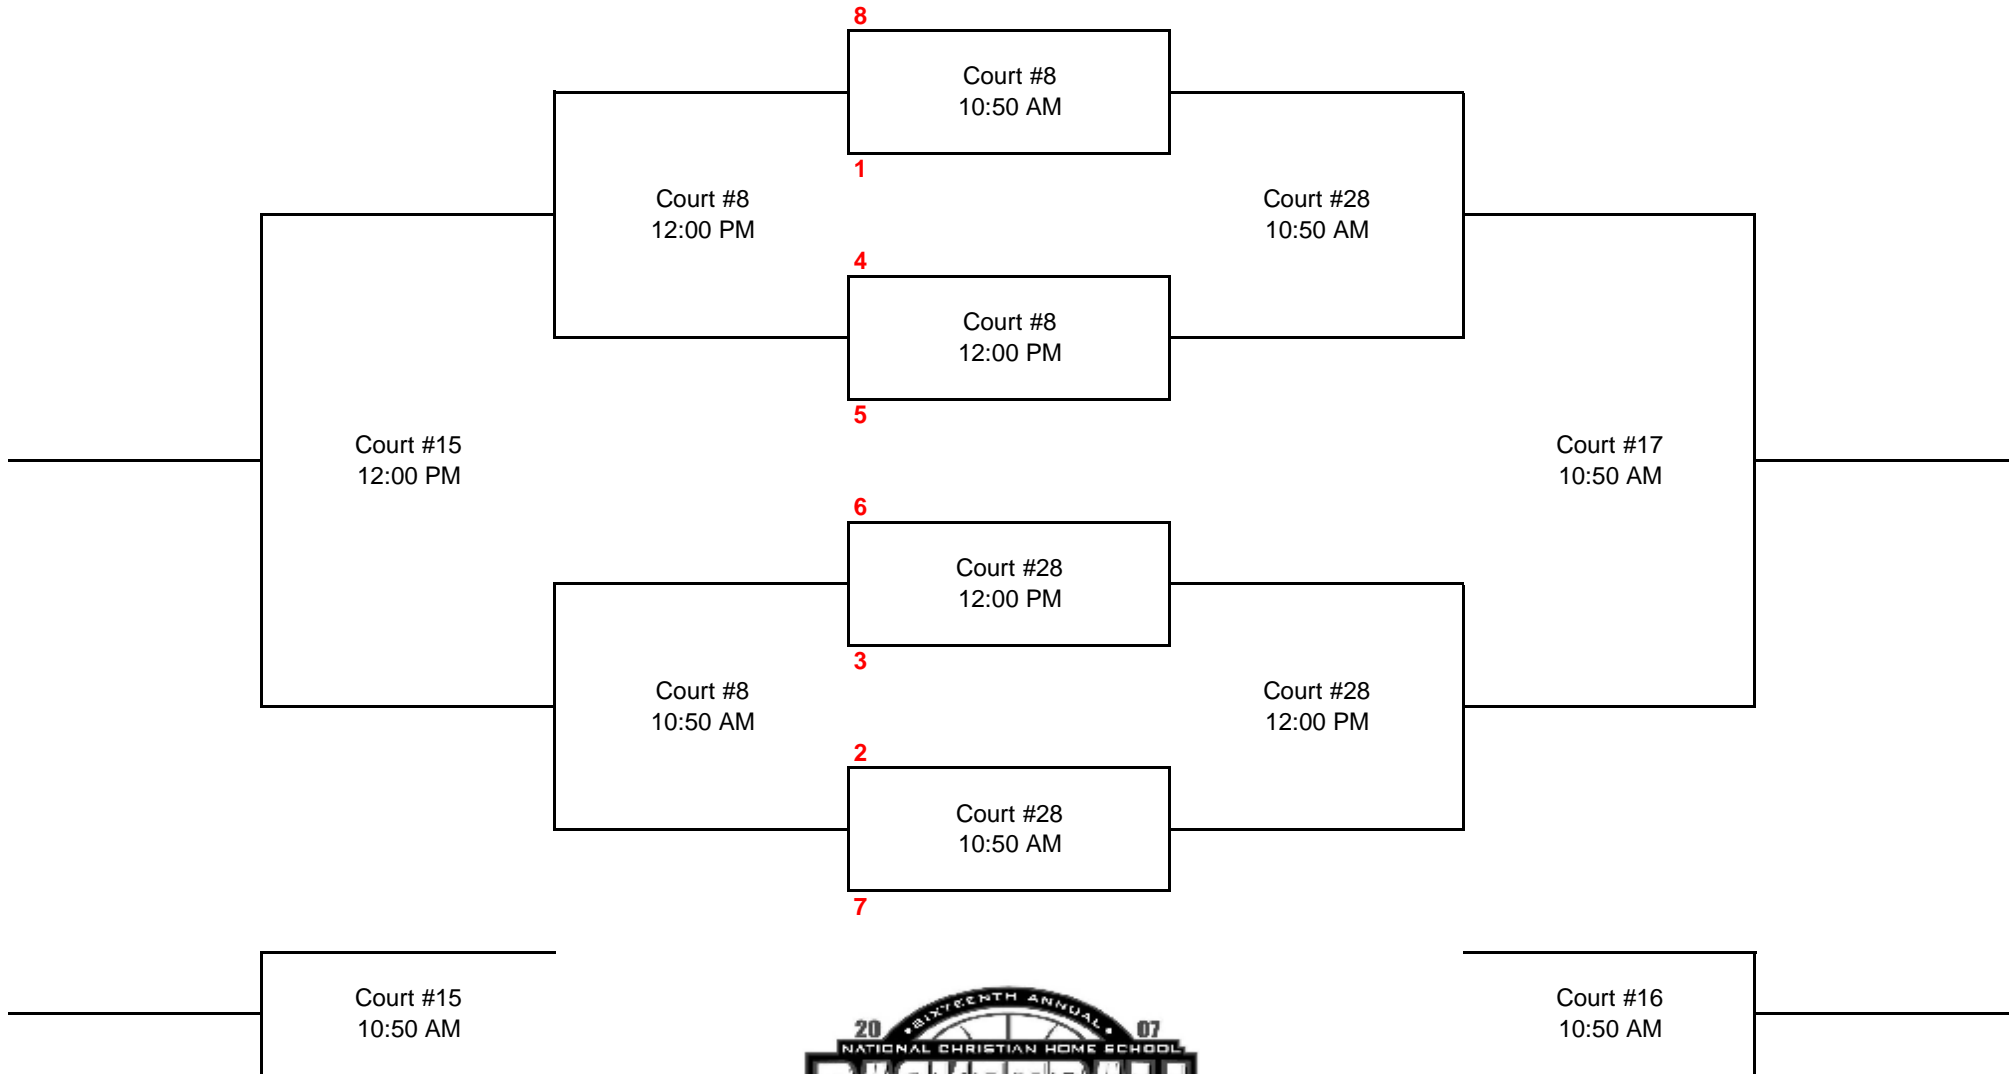 8
Court #8
10:50 AM
1
Court #8
12:00 PM
Court #28
10:50 AM
4
Court #8
12:00 PM
5
Court #15
12:00 PM
Court #17
10:50 AM
6
Court #28
12:00 PM
3
Court #8
10:50 AM
Court #28
12:00 PM
2
Court #28
10:50 AM
7
Court #15
10:50 AM
Court #16
10:50 AM
SIXTEENTH ANNUAL
20 07
NATIONAL CHRISTIAN HOME SCHOOL